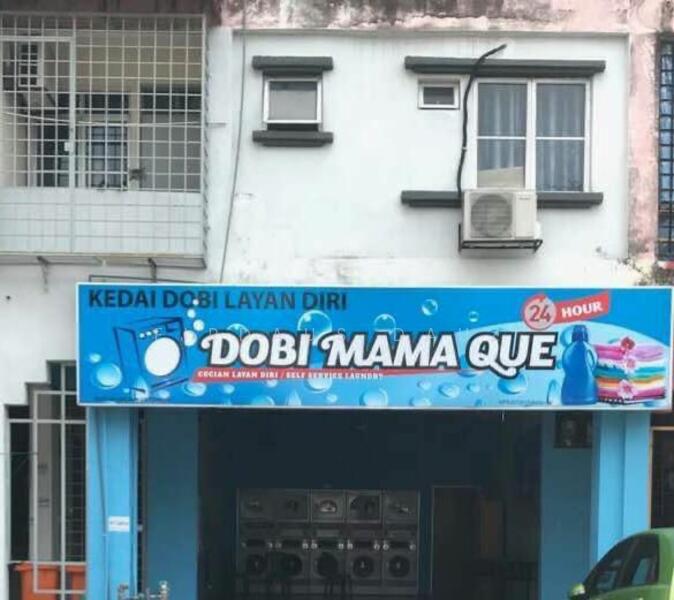 KEDAI DOBI LAYAN DIRI
24 HOUR
DOBI MAMA QUE
CUCIAN LAYAN DIRI / SELF SERVICE LAUNDRY